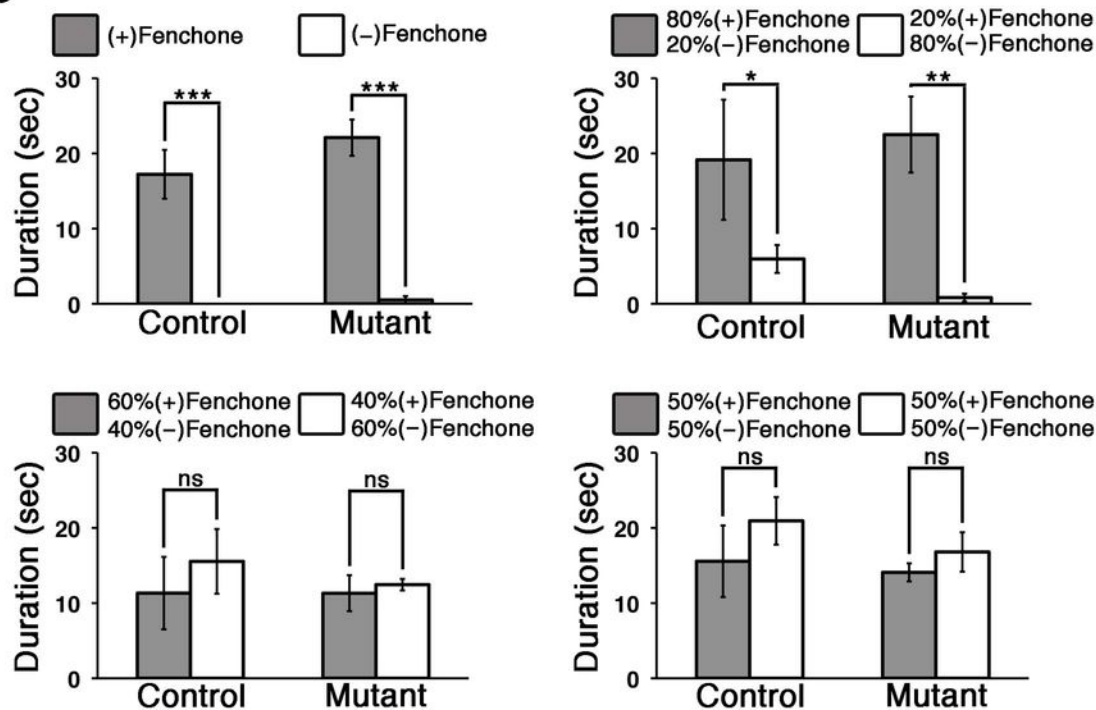 (+)Fenchone (−)Fenchone
Duration (sec)
30
20
10
0
***
***
Control Mutant
80%(+)Fenchone
20%(−)Fenchone
20%(+)Fenchone
80%(−)Fenchone
Duration (sec)
30
20
10
0
*
**
Control Mutant
60%(+)Fenchone
40%(−)Fenchone
40%(+)Fenchone
60%(−)Fenchone
Duration (sec)
30
20
10
0
ns
ns
Control Mutant
50%(+)Fenchone
50%(−)Fenchone
50%(+)Fenchone
50%(−)Fenchone
Duration (sec)
30
20
10
0
ns
ns
Control Mutant